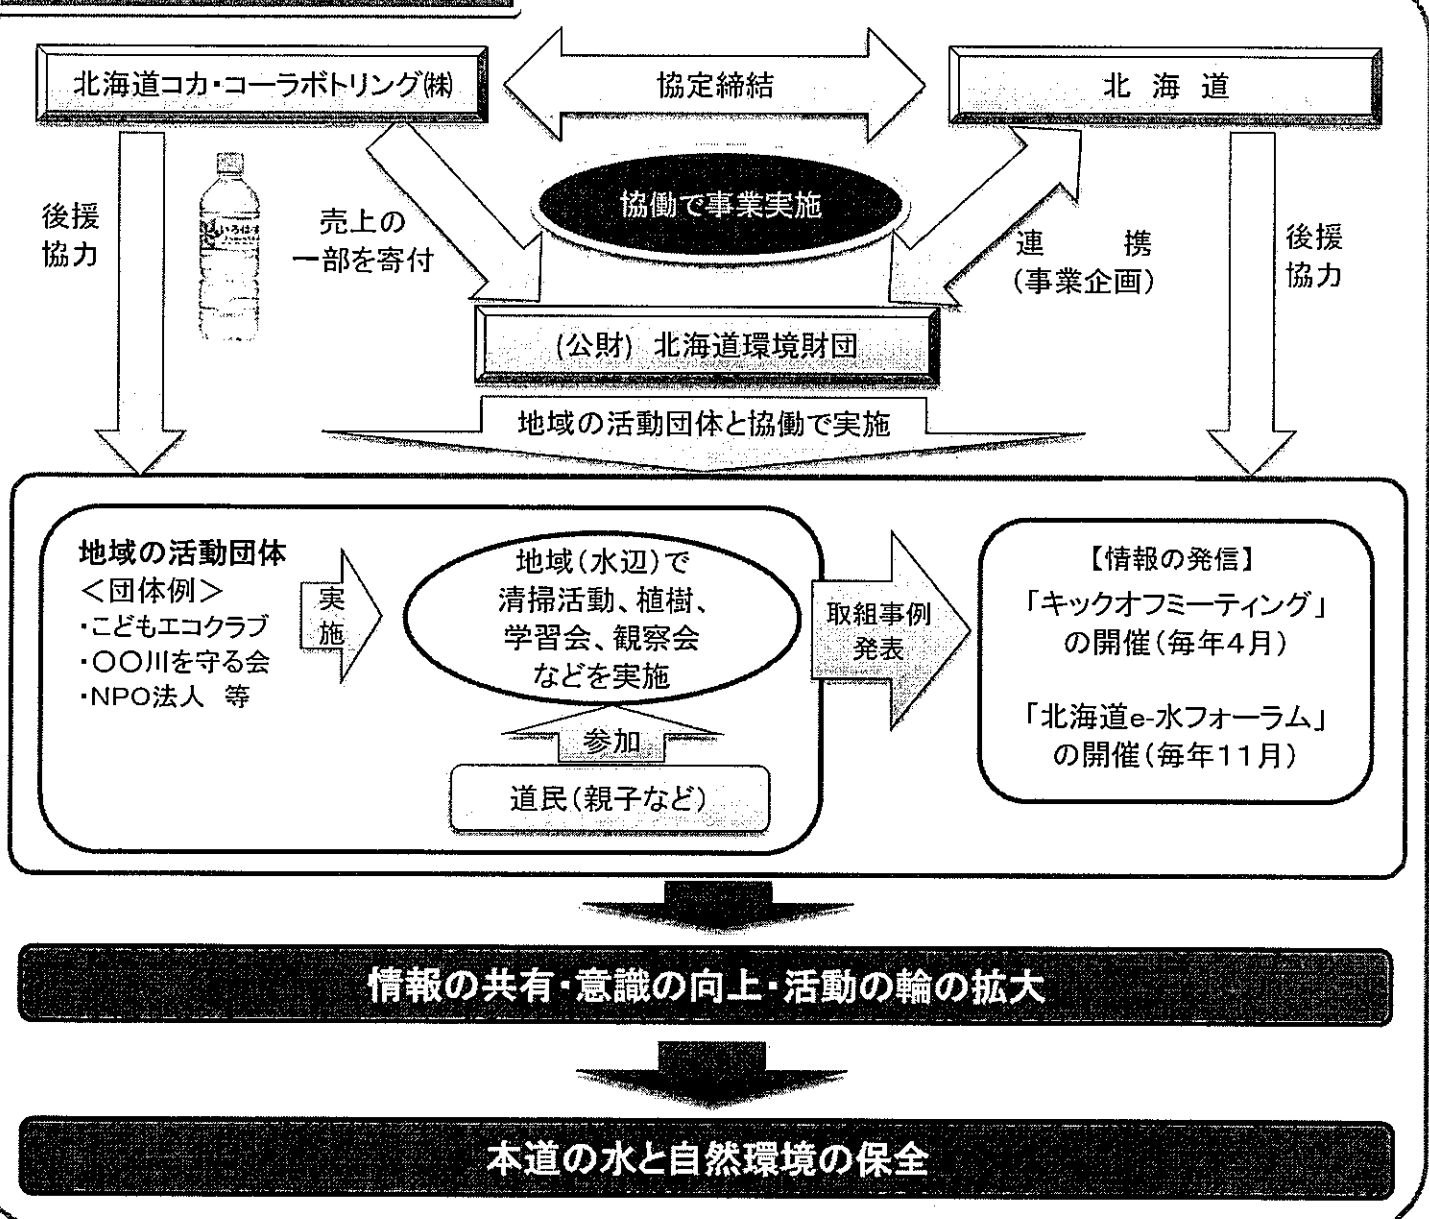 北海道コカ・コーラボトリング㈱
協定締結
北 海 道
協働で事業実施
後援
協力
いろはす
売上の
一部を寄付
連 携
(事業企画)
後援
協力
(公財) 北海道環境財団
地域の活動団体と協働で実施
地域の活動団体
<団体例>
・こどもエコクラブ
・〇〇川を守る会
・NPO法人 等
実
施
地域(水辺)で
清掃活動、植樹、
学習会、観察会
などを実施
参加
道民(親子など)
取組事例
発表
【情報の発信】
「キックオフミーティング」
の開催(毎年4月)
「北海道e-水フォーラム」
の開催(毎年11月)
情報の共有・意識の向上・活動の輪の拡大
本道の水と自然環境の保全